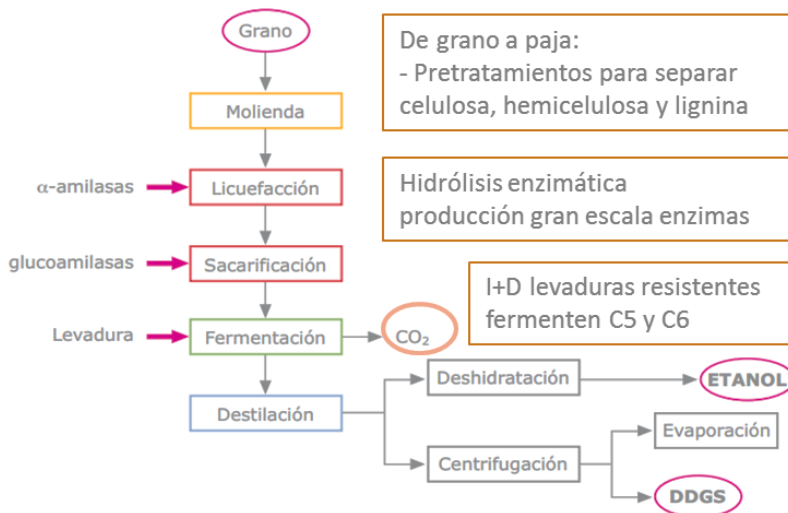 Grano
De grano a paja:
- Pretratamientos para separar
celulosa, hemicelulosa y lignina
Molienda
α-amilasas
Licuefacción
Hidrólisis enzimática
producción gran escala enzimas
glucoamilasas
Sacarificación
I+D levaduras resistentes
fermenten C5 y C6
Levadura
Fermentación
CO₂
Deshidratación
ETANOL
Destilación
Evaporación
Centrifugación
DDGS